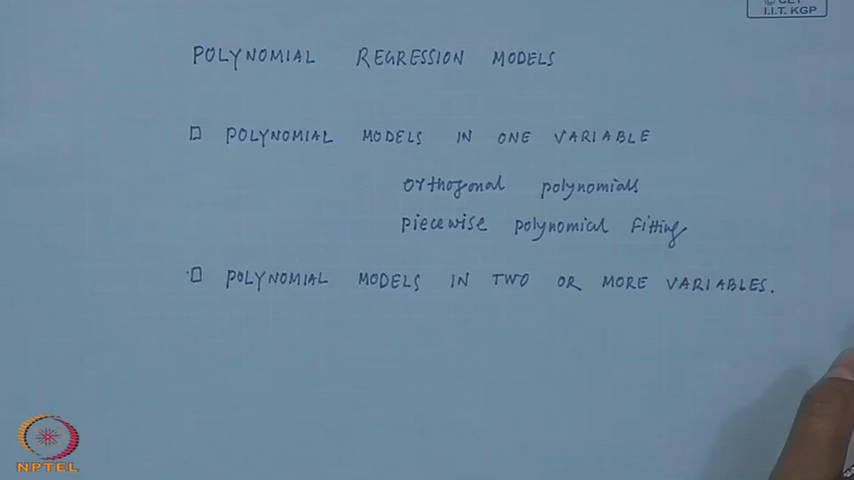 © CET
I.I.T. KGP
POLYNOMIAL REGRESSION MODELS
POLYNOMIAL MODELS IN ONE VARIABLE
Orthogonal polynomials
piecewise polynomial Fitting
POLYNOMIAL MODELS IN TWO OR MORE VARIABLES.
NPTEL